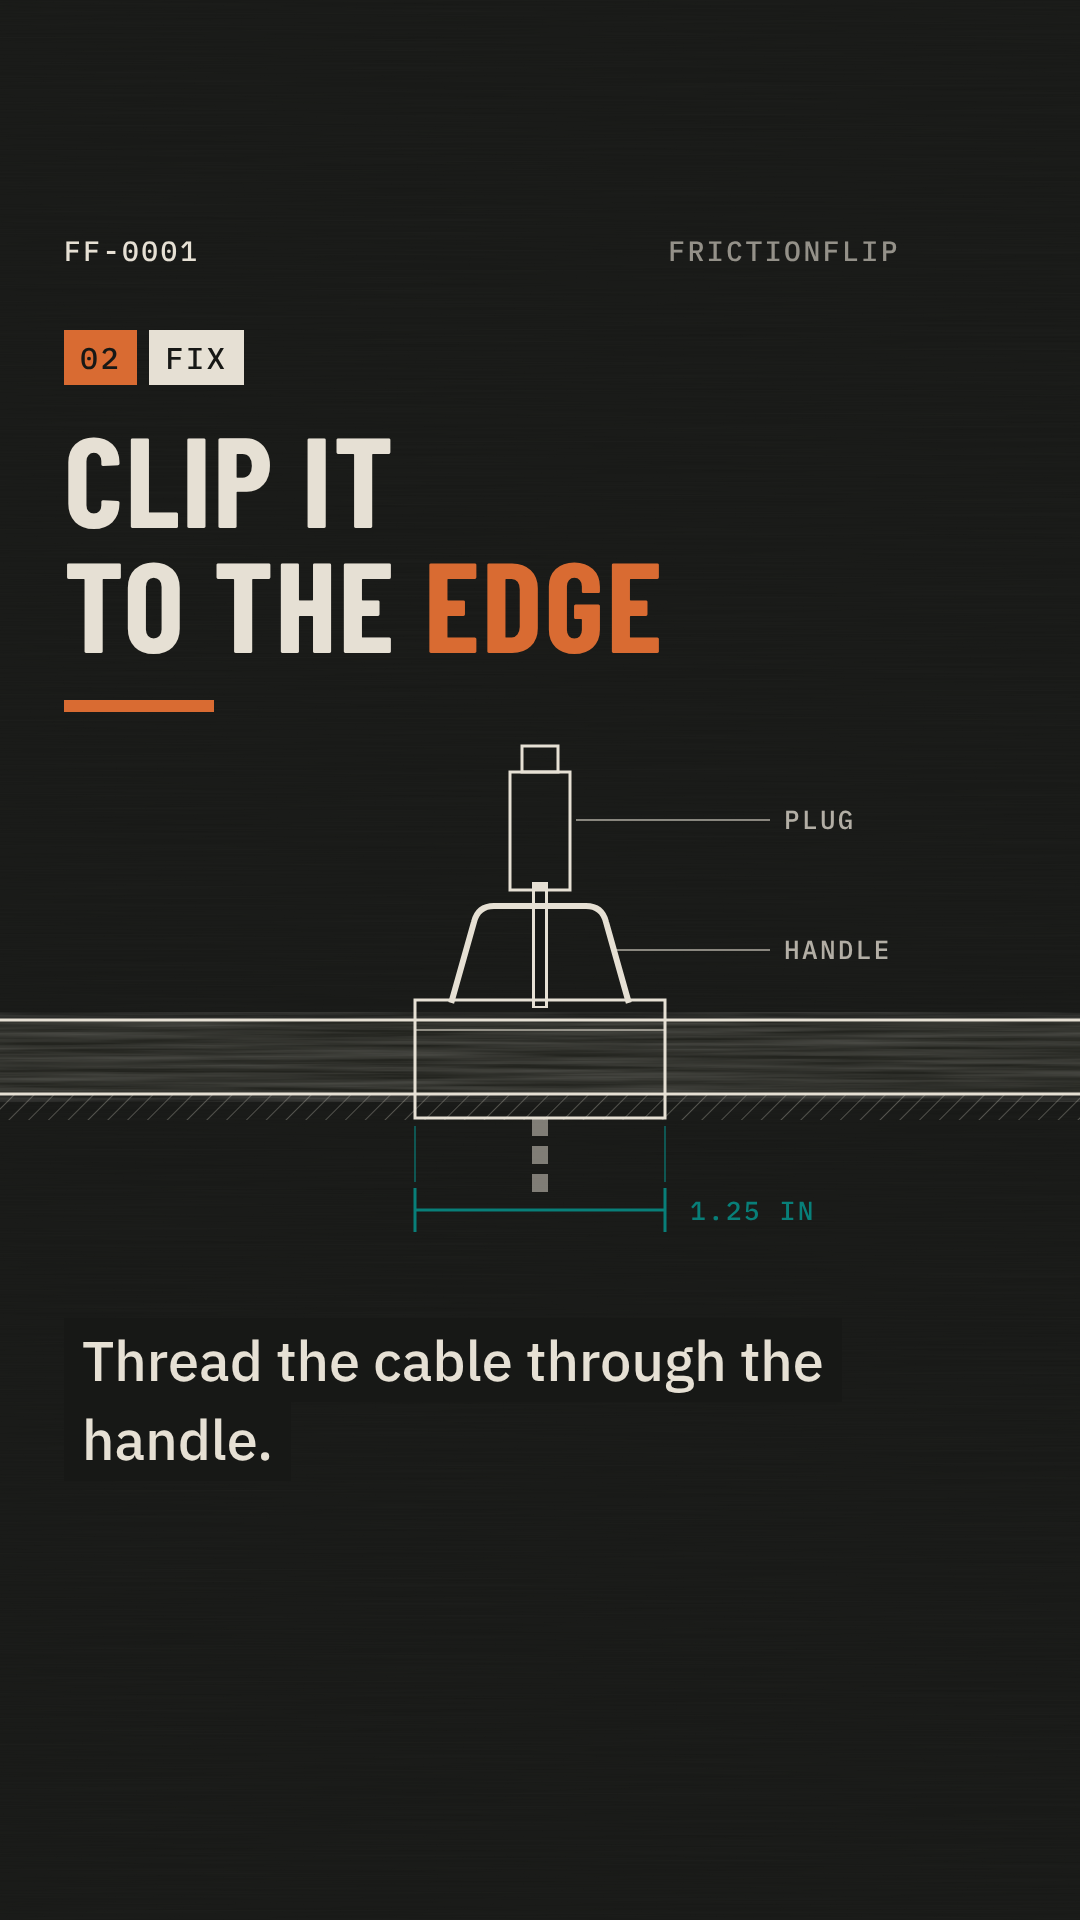 FF-0001
FRICTIONFLIP
02 FIX
CLIP IT
TO THE EDGE
PLUG
HANDLE
1.25 IN
Thread the cable through the
handle.